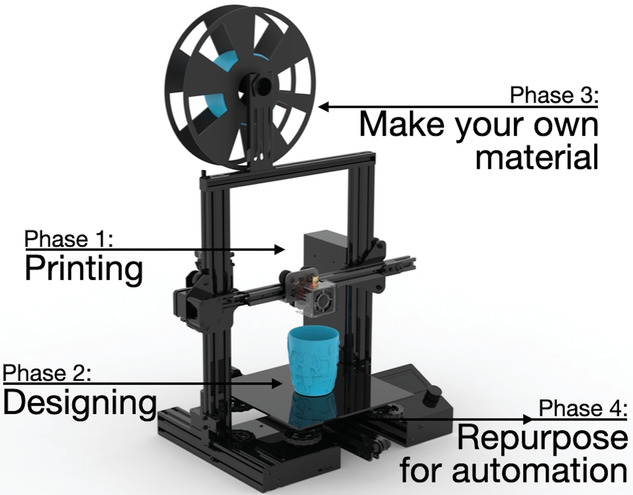 Phase 3:
Make your own
material
Phase 1:
Printing
Phase 2:
Designing
Phase 4:
Repurpose
for automation